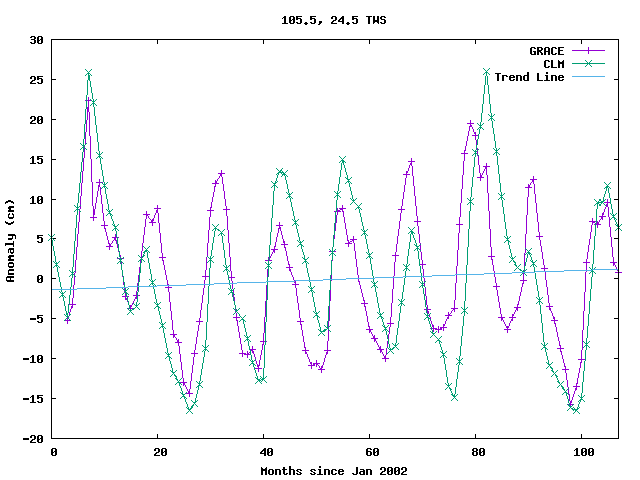 105.5, 24.5 TWS
30
GRACE
CLM
Trend Line
25
20
15
10
5
0
-5
-10
-15
-20
Anomaly (cm)
0 20 40 60 80 100
Months since Jan 2002